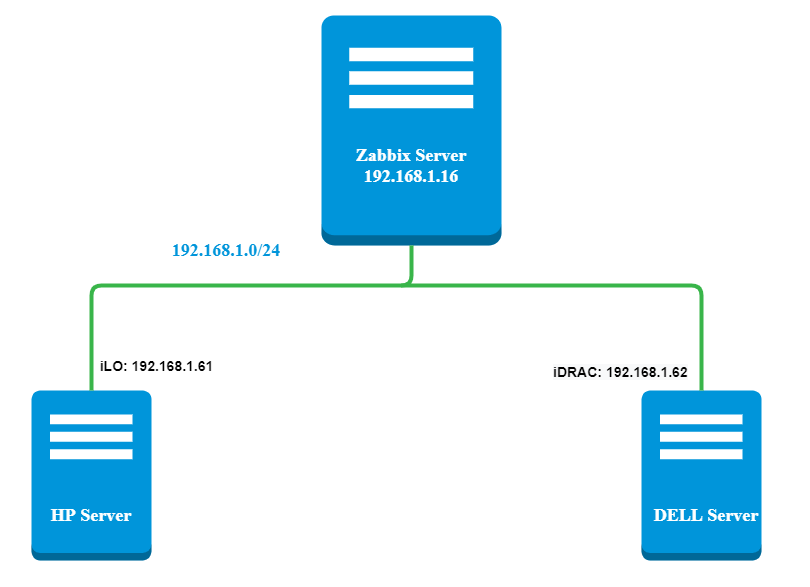 Zabbix Server
192.168.1.16
192.168.1.0/24
iLO: 192.168.1.61
iDRAC: 192.168.1.62
HP Server
DELL Server